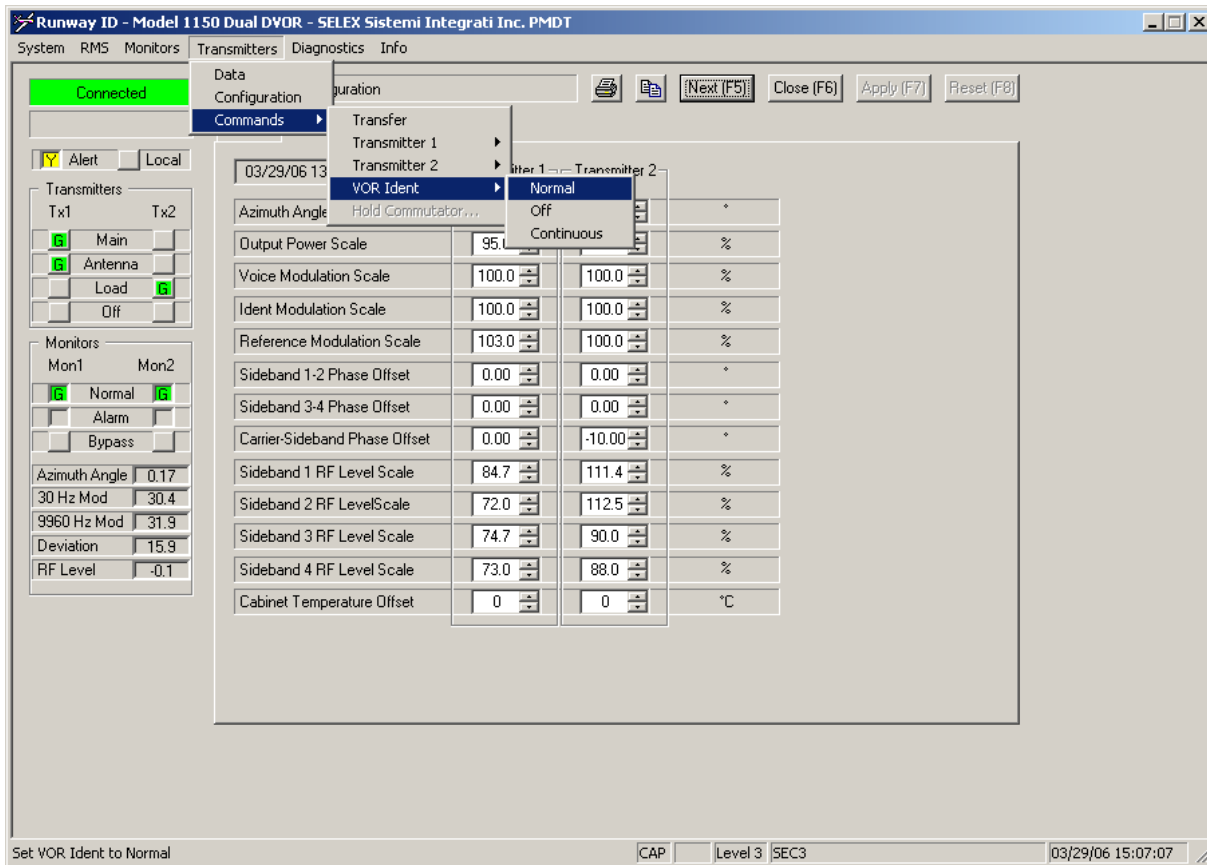 Runway ID - Model 1150 Dual DVOR - SELEX Sistemi Integrati Inc. PMDT
System RMS Monitors Transmitters Diagnostics Info
Data
Configuration
Commands
Transfer
Transmitter 1
Transmitter 2
VOR Ident
Hold Commutator...
Normal
Off
Continuous
Next (F5) Close (F6) Apply (F7) Reset (F8)
Connected
Y Alert Local
Transmitters
Tx1 Tx2
G Main
G Antenna
Load G
Off
Monitors
Mon1 Mon2
G Normal G
Alarm
Bypass
Azimuth Angle 0.17
30 Hz Mod 30.4
9960 Hz Mod 31.9
Deviation 15.9
RF Level -0.1
03/29/06 13 Transmitter 2
Azimuth Angle °
Output Power Scale 95. %
Voice Modulation Scale 100.0 100.0 %
Ident Modulation Scale 100.0 100.0 %
Reference Modulation Scale 103.0 100.0 %
Sideband 1-2 Phase Offset 0.00 0.00 °
Sideband 3-4 Phase Offset 0.00 0.00 °
Carrier-Sideband Phase Offset 0.00 -10.00 °
Sideband 1 RF Level Scale 84.7 111.4 %
Sideband 2 RF LevelScale 72.0 112.5 %
Sideband 3 RF Level Scale 74.7 90.0 %
Sideband 4 RF Level Scale 73.0 88.0 %
Cabinet Temperature Offset 0 0 °C
Set VOR Ident to Normal CAP Level 3 SEC3 03/29/06 15:07:07